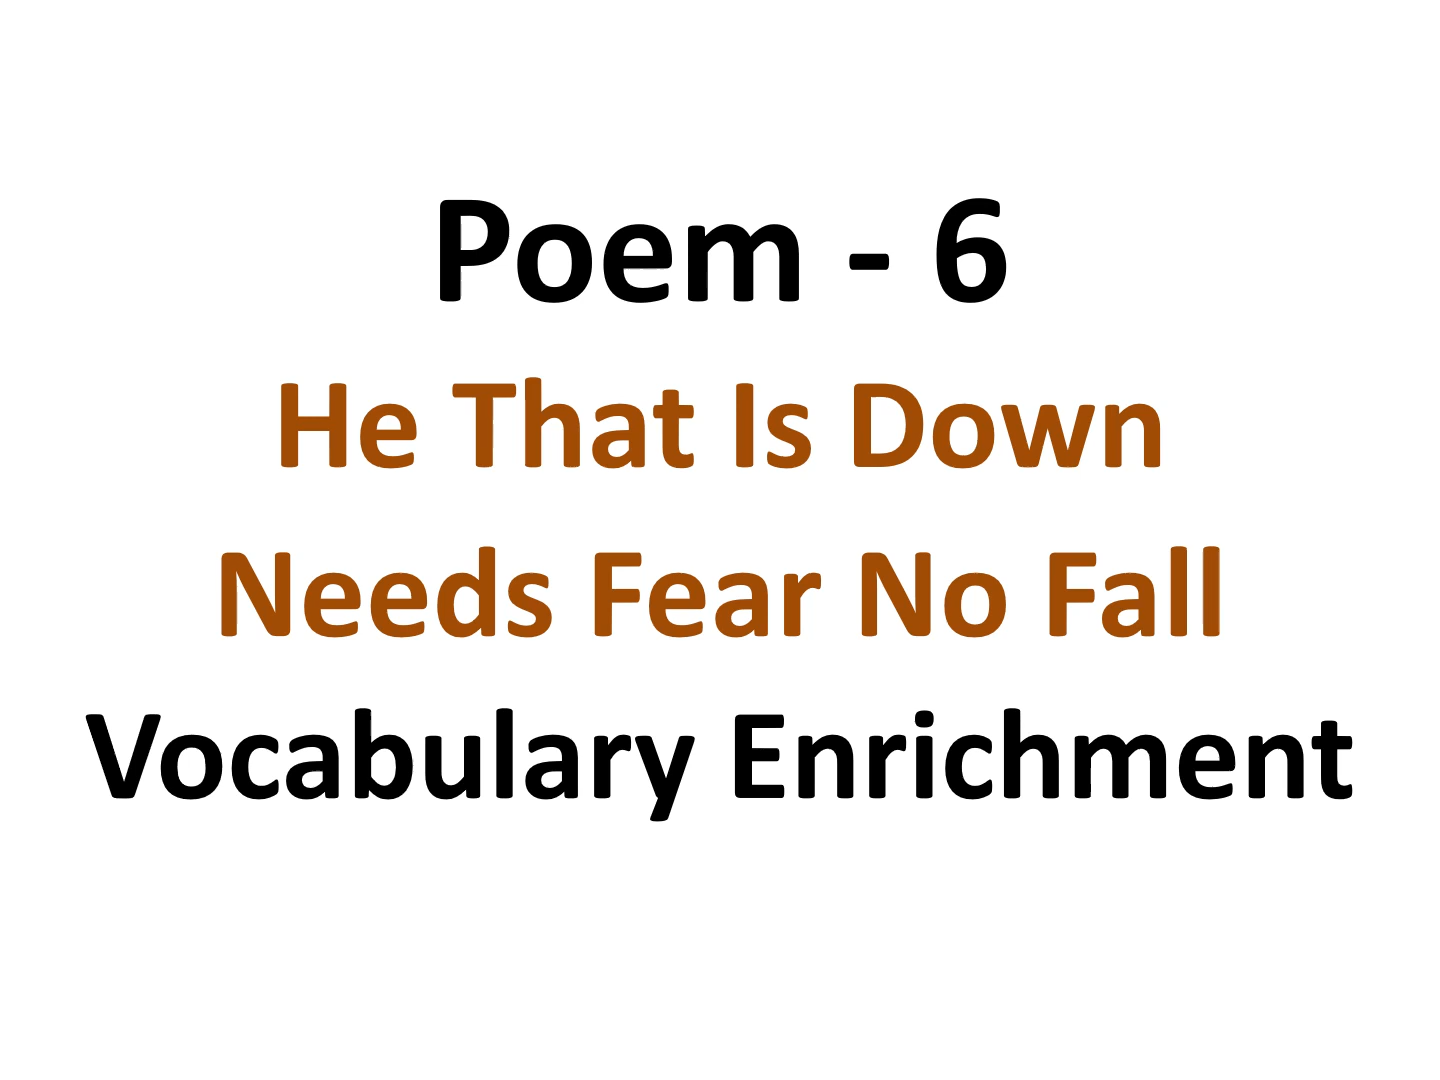 Poem - 6
He That Is Down
Needs Fear No Fall
Vocabulary Enrichment